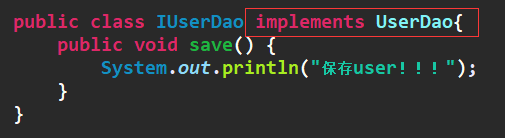 public class IUserDao implements UserDao{
public void save() {
System.out.println("保存user！！！");
}
}